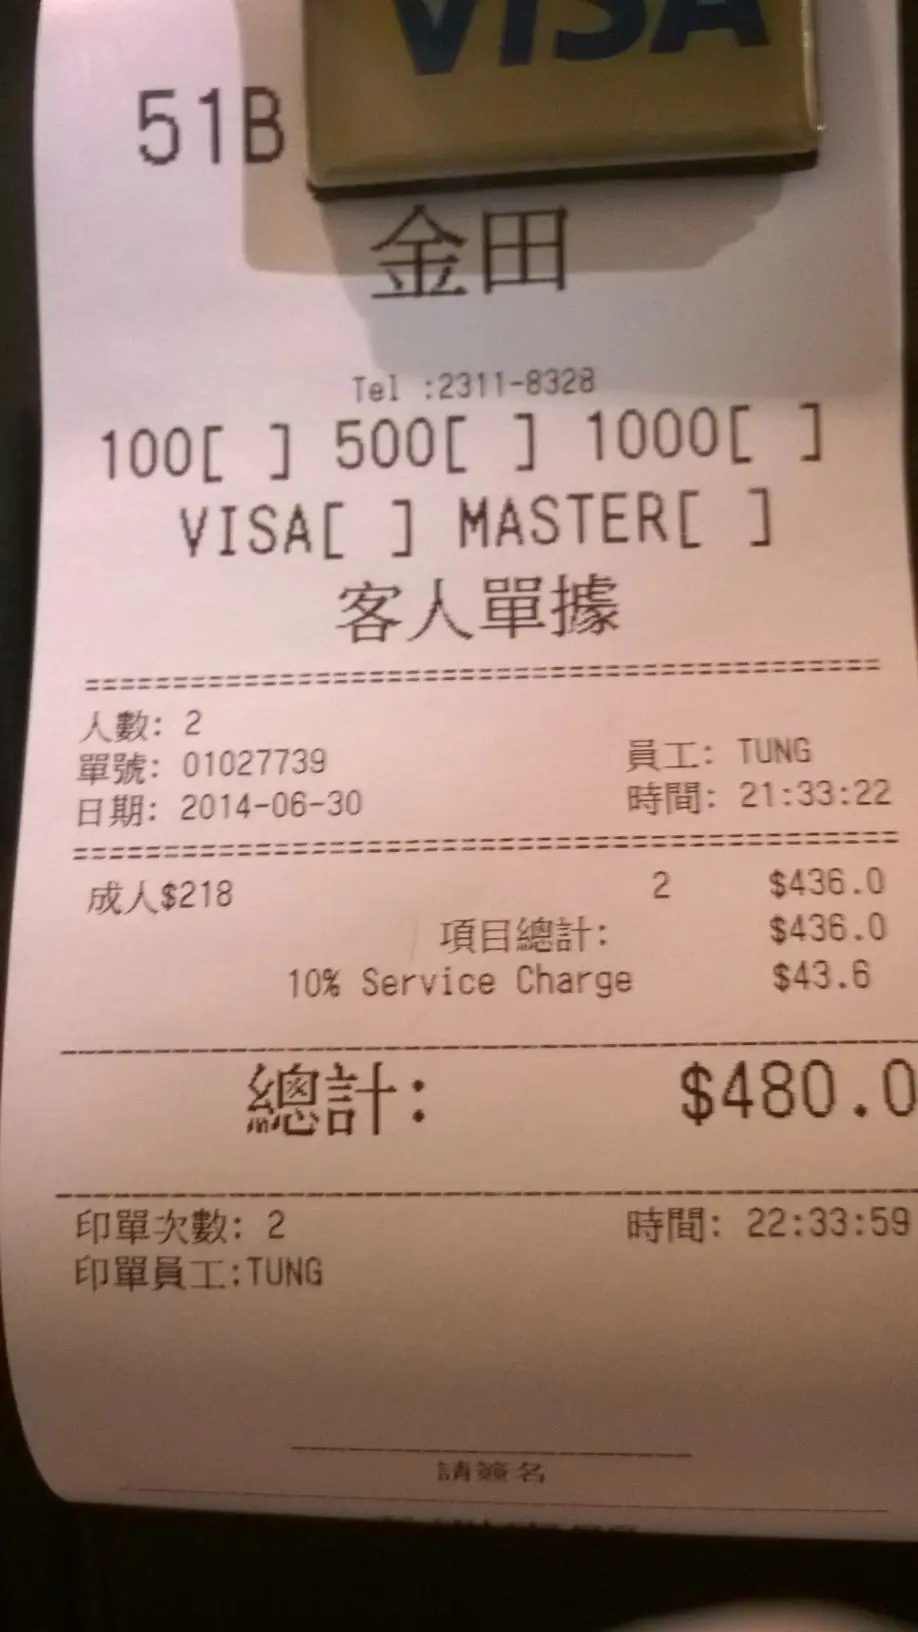 VISA
51B
金田
Tel :2311-8328
100[ ] 500[ ] 1000[ ]
VISA[ ] MASTER[ ]
客人單據
========================================
人數: 2
單號: 01027739 員工: TUNG
日期: 2014-06-30 時間: 21:33:22
========================================
成人$218 2 $436.0
項目總計: $436.0
10% Service Charge $43.6
總計: $480.0
印單次數: 2 時間: 22:33:59
印單員工:TUNG
請簽名